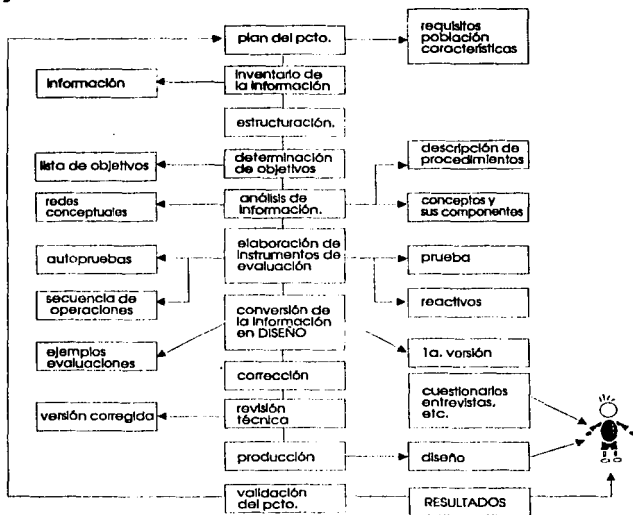 plan del pcto.
requisitos
población
características
información
inventario de
la información
estructuración.
lista de objetivos
determinación
de objetivos
descripción de
procedimientos
redes
conceptuales
análisis de
información.
conceptos y
sus componentes
autopruebas
elaboración de
instrumentos de
evaluación
prueba
secuencia de
operaciones
reactivos
conversión de
la información
en DISEÑO
ejemplos
evaluaciones
1a. versión
corrección
cuestionarios
entrevistas,
etc.
versión corregida
revisión
técnica
producción
diseño
validación
del pcto.
RESULTADOS